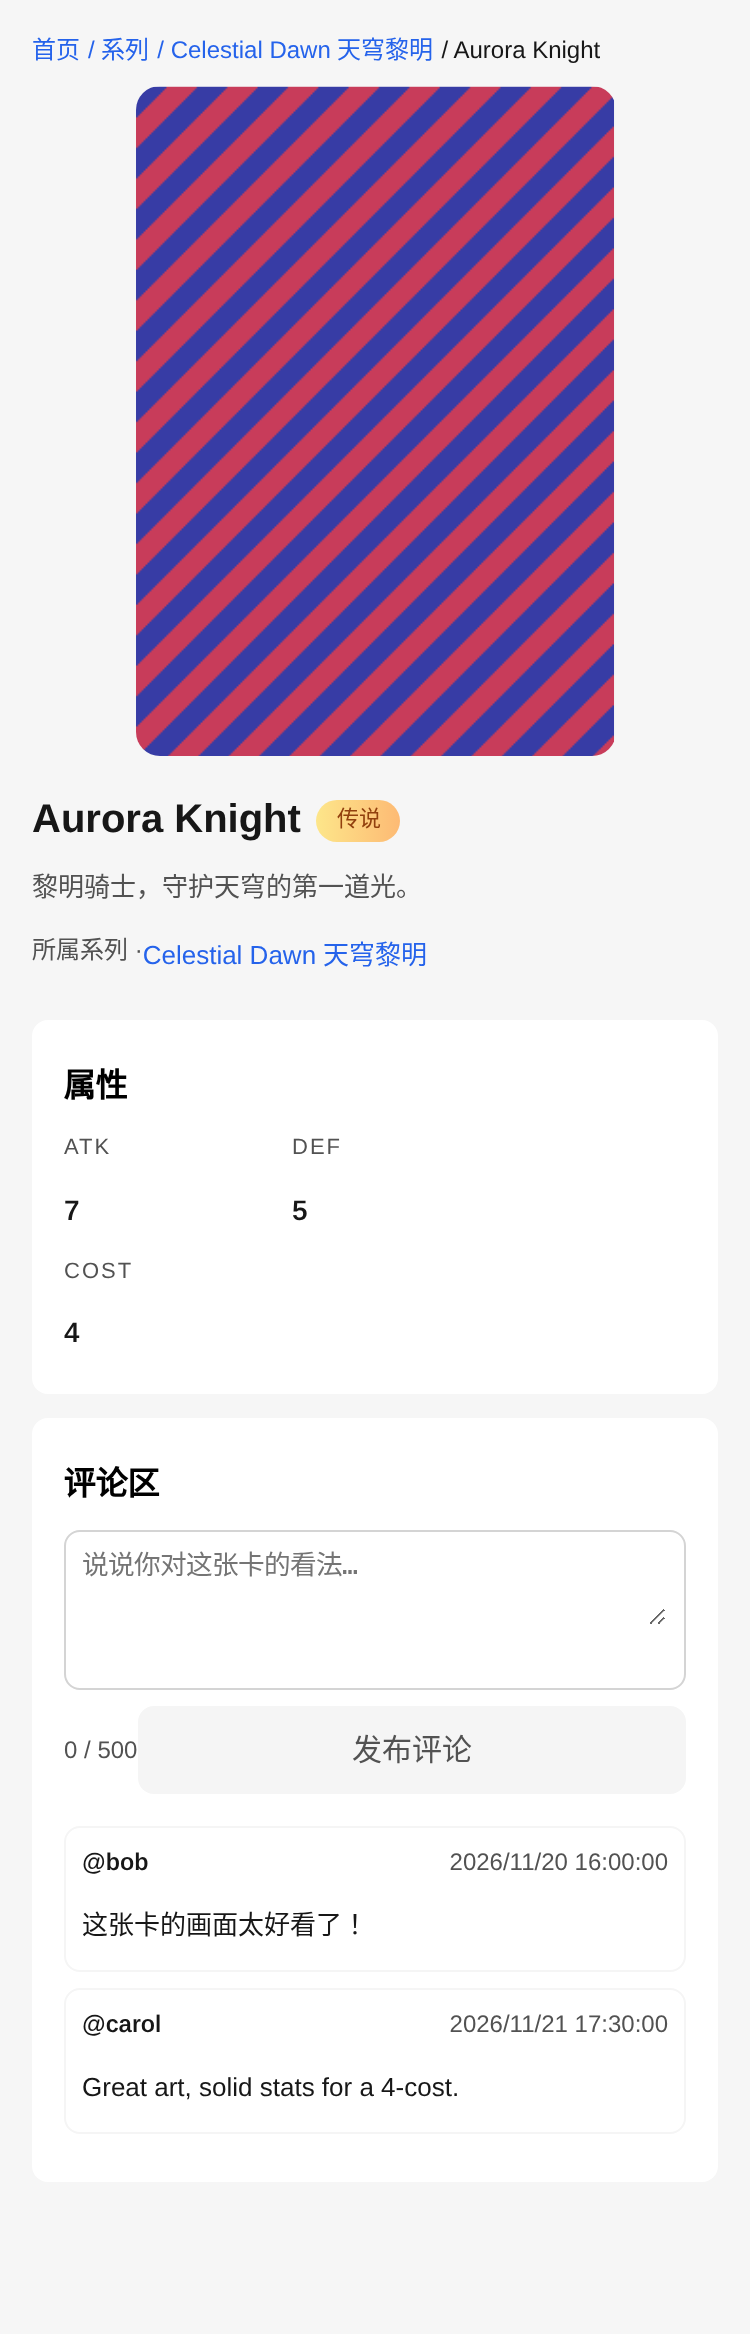 首页 / 系列 / Celestial Dawn 天穹黎明 / Aurora Knight
Aurora Knight 传说
黎明骑士，守护天穹的第一道光。
所属系列 ·Celestial Dawn 天穹黎明
属性
ATK DEF
7 5
COST
4
评论区
说说你对这张卡的看法...
0 / 500 发布评论
@bob 2026/11/20 16:00:00
这张卡的画面太好看了！
@carol 2026/11/21 17:30:00
Great art, solid stats for a 4-cost.